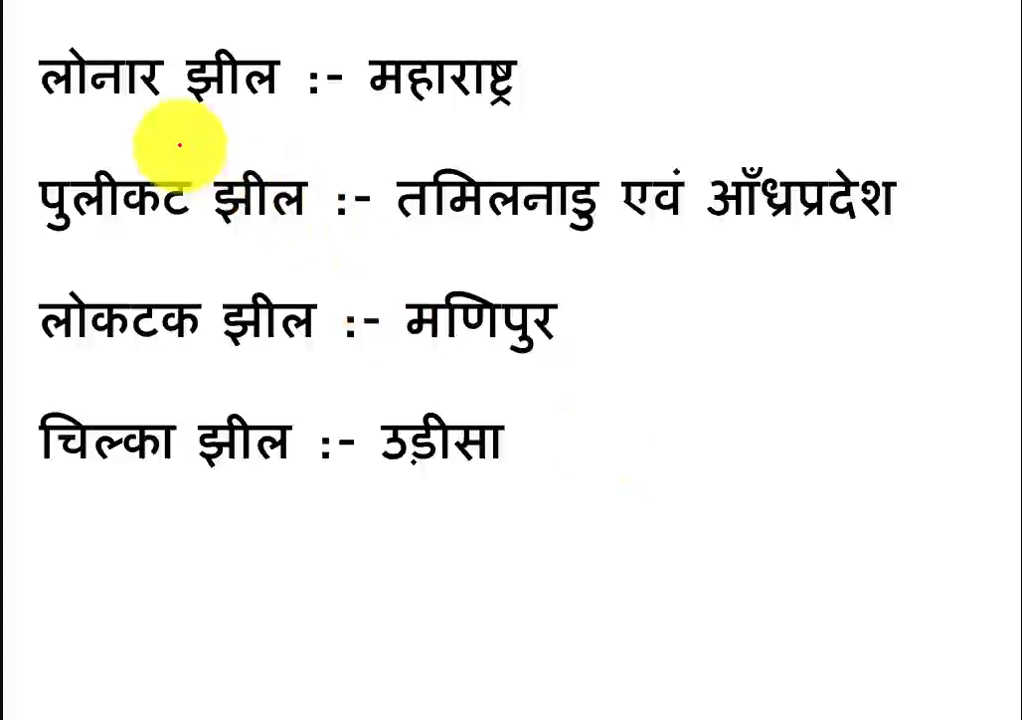 लोनार झील :- महाराष्ट्र
पुलीकट झील :- तमिलनाडु एवं आँध्रप्रदेश
लोकटक झील :- मणिपुर
चिल्का झील :- उड़ीसा